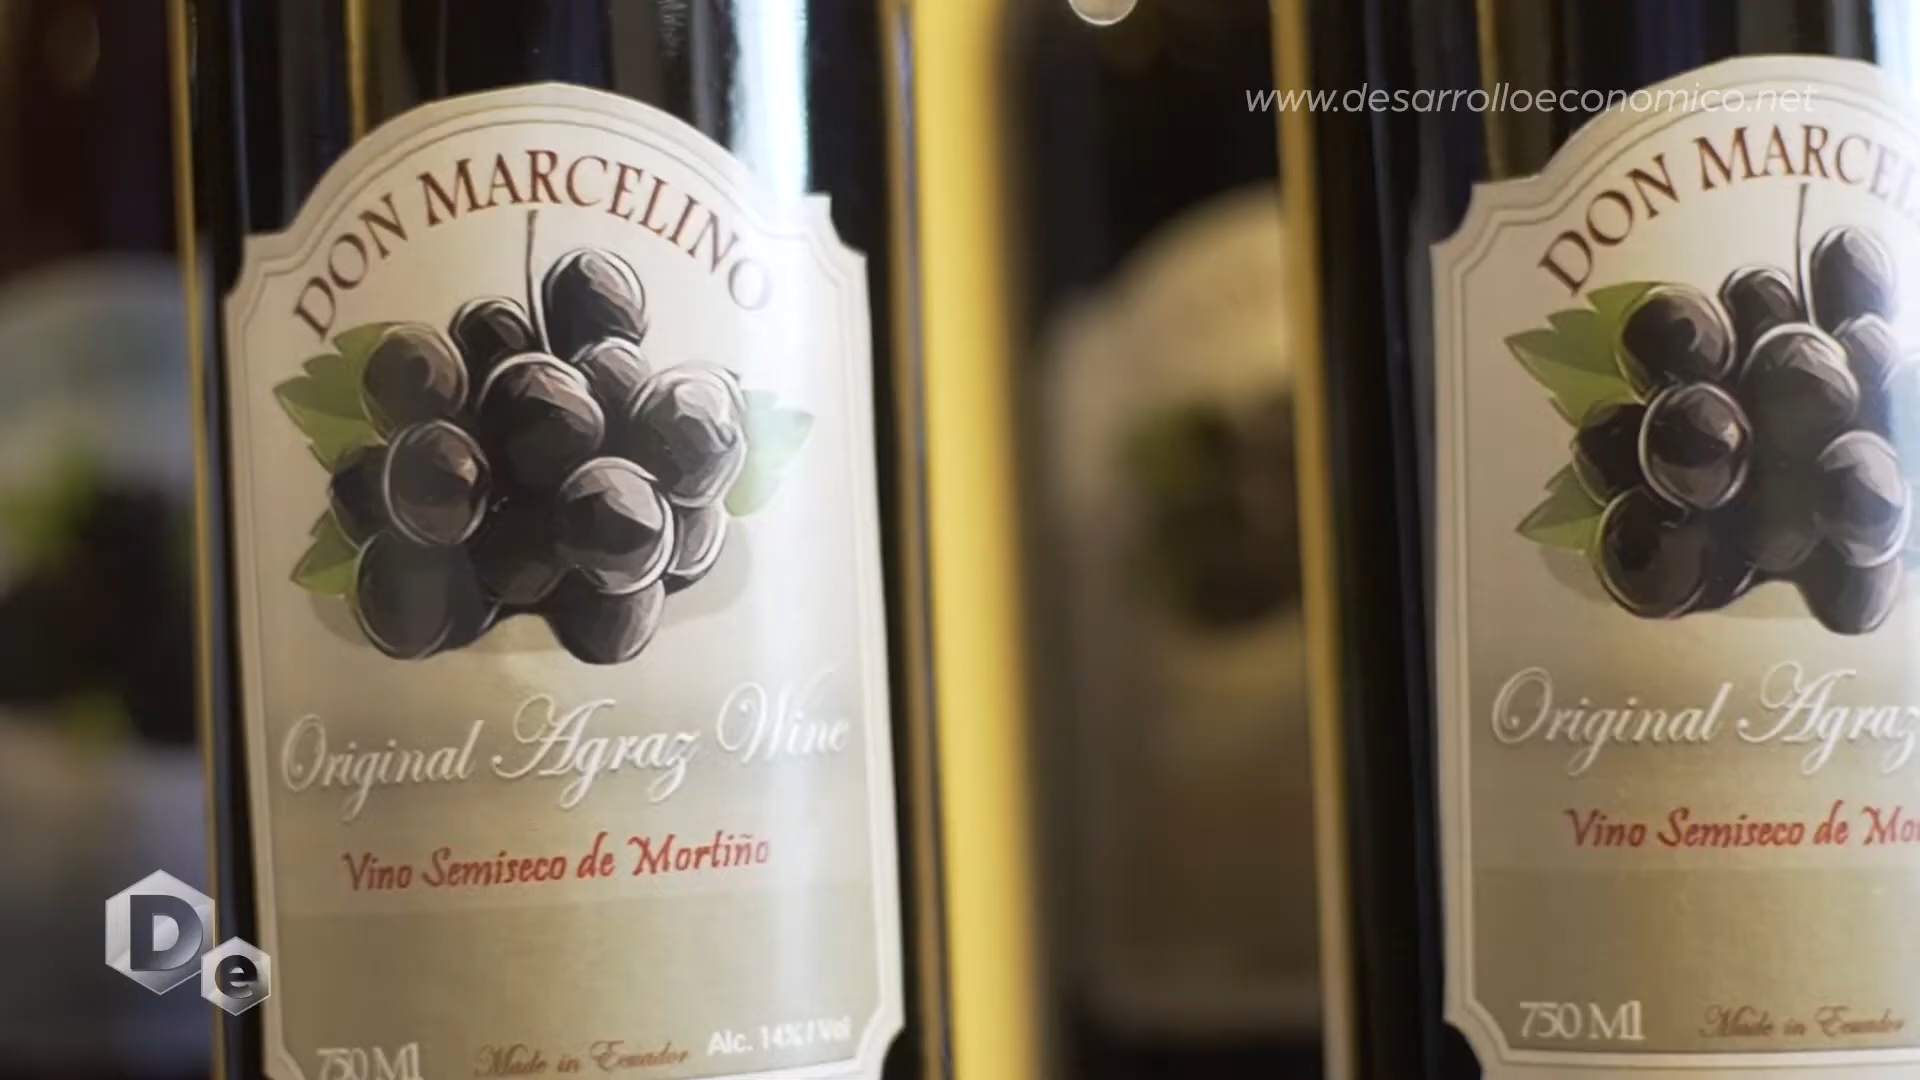 www.desarrolloeconomico.net
DON MARCELINO
Original Agraz Wine
Vino Semiseco de Mortiño
750 Ml
Made in Ecuador
Alc. 14% / Vol
DON MARCEL
Original Agraz
Vino Semiseco de Mor
750 Ml
Made in Ecuador
De